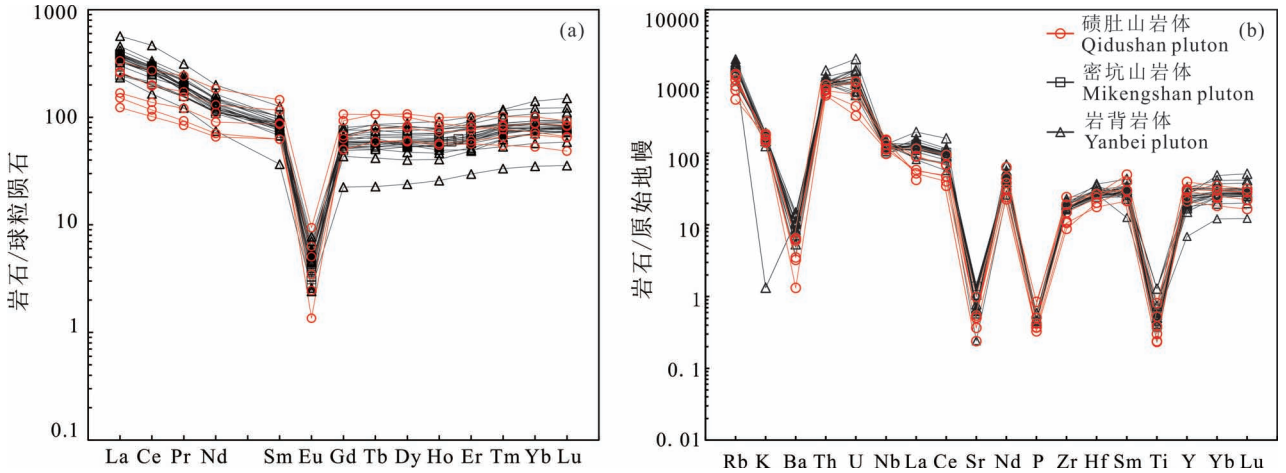 1000
100
10
1
0.1
岩石/球粒陨石
(a)
La Ce Pr Nd Sm Eu Gd Tb Dy Ho Er Tm Yb Lu
10000
1000
100
10
1
0.1
0.01
岩石/原始地幔
(b)
碛肚山岩体
Qidushan pluton
密坑山岩体
Mikengshan pluton
岩背岩体
Yanbei pluton
Rb K Ba Th U Nb La Ce Sr Nd P Zr Hf Sm Ti Y Yb Lu